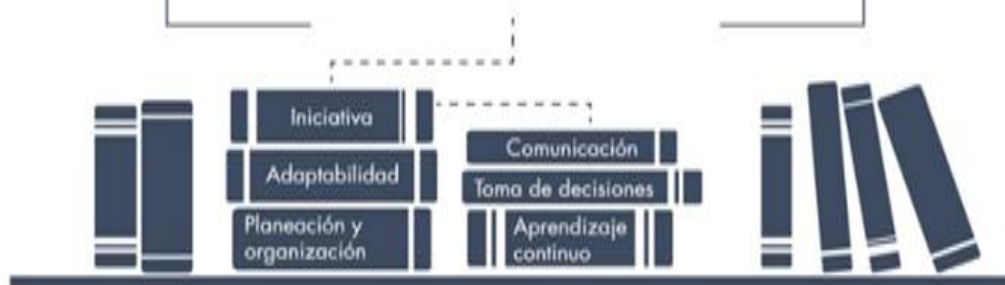 Iniciativa
Adaptabilidad
Planeación y
organización
Comunicación
Toma de decisiones
Aprendizaje
continuo